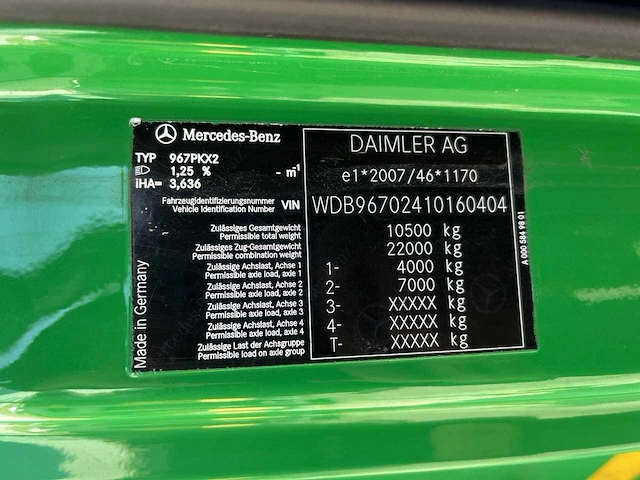 Mercedes-Benz
TYP 967PKX2
1,25 % - m⁻¹
iHA= 3,636
Fahrzeugidentifizierungsnummer
Vehicle Identification Number VIN
DAIMLER AG
e1*2007/46*1170
WDB96702410160404
Zulässiges Gesamtgewicht
Permissible total weight
10500 kg
Zulässiges Zug-Gesamtgewicht
Permissible combination weight
22000 kg
Zulässige Achslast, Achse 1
Permissible axle load, axle 1
1- 4000 kg
Zulässige Achslast, Achse 2
Permissible axle load, axle 2
2- 7000 kg
Zulässige Achslast, Achse 3
Permissible axle load, axle 3
3- XXXXX kg
Zulässige Achslast, Achse 4
Permissible axle load, axle 4
4- XXXXX kg
Zulässige Last der Achsgruppe
Permissible load on axle group
T- XXXXX kg
Made in Germany
A 000 584 98 01